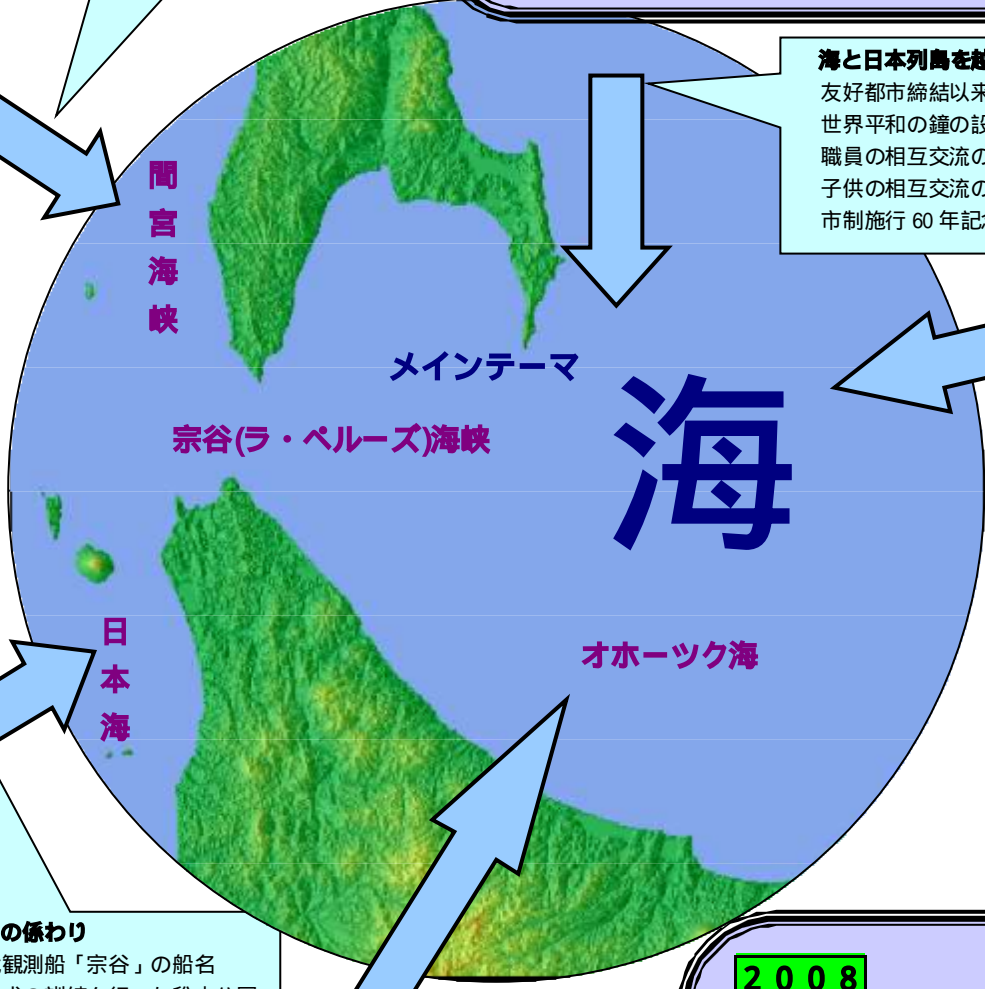 海と日本列島を越
友好都市締結以来
世界平和の鐘の設
職員の相互交流の
子供の相互交流の
市制施行 60 年記念
間宮海峡
メインテーマ
海
宗谷(ラ・ペルーズ)海峡
オホーツク海
日本海
の係わり
観測船「宗谷」の船名
2008